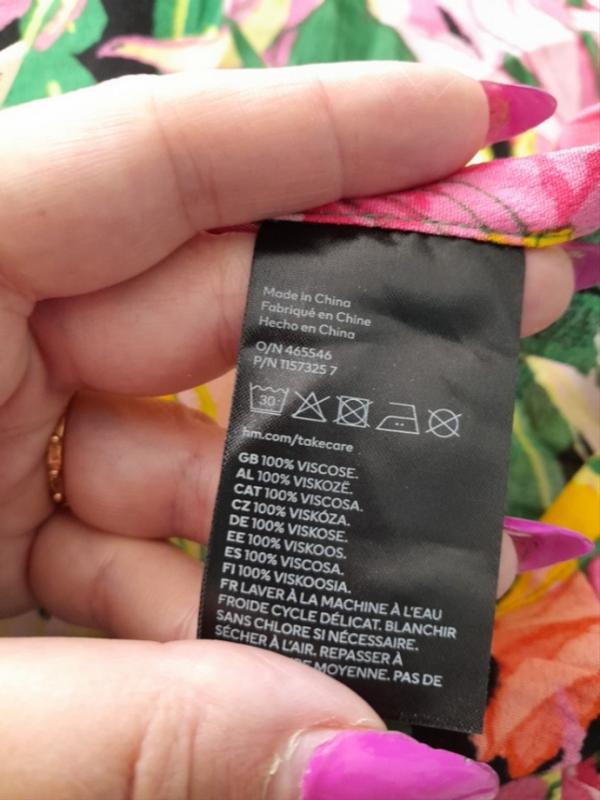 Made in China
Fabriqué en Chine
Hecho en China
O/N 465546
P/N 1157325 7
30
hm.com/takecare
GB 100% VISCOSE.
AL 100% VISKOZË.
CAT 100% VISCOSA.
CZ 100% VISKÓZA.
DE 100% VISKOSE.
EE 100% VISKOOS.
ES 100% VISCOSA.
FI 100% VISKOOSIA.
FR LAVER À LA MACHINE À L'EAU
FROIDE CYCLE DÉLICAT. BLANCHIR
SANS CHLORE SI NÉCESSAIRE.
SÉCHER À L'AIR. REPASSER À
MOYENNE. PAS DE